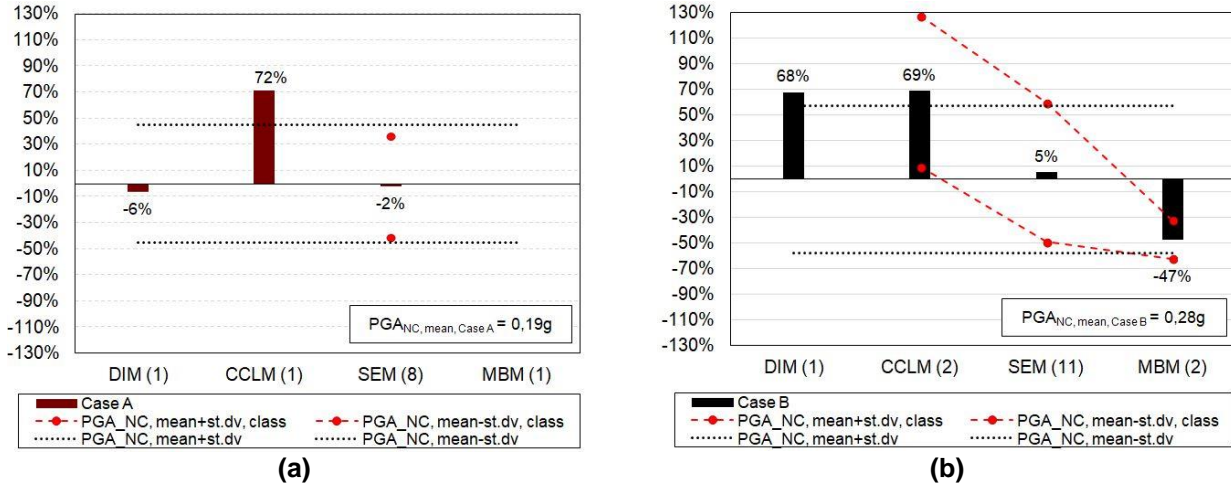 130%
110%
90%
70%
50%
30%
10%
-10%
-30%
-50%
-70%
-90%
-110%
-130%
72%
-6%
-2%
PGA_NC, mean, Case A = 0,19g
DIM (1) CCLM (1) SEM (8) MBM (1)
Case A
PGA_NC, mean+st.dv, class PGA_NC, mean-st.dv, class
PGA_NC, mean+st.dv PGA_NC, mean-st.dv
(a)
130%
110%
90%
70%
50%
30%
10%
-10%
-30%
-50%
-70%
-90%
-110%
-130%
68% 69%
5%
-47%
PGA_NC, mean, Case B = 0,28g
DIM (1) CCLM (2) SEM (11) MBM (2)
Case B
PGA_NC, mean+st.dv, class PGA_NC, mean-st.dv, class
PGA_NC, mean+st.dv PGA_NC, mean-st.dv
(b)